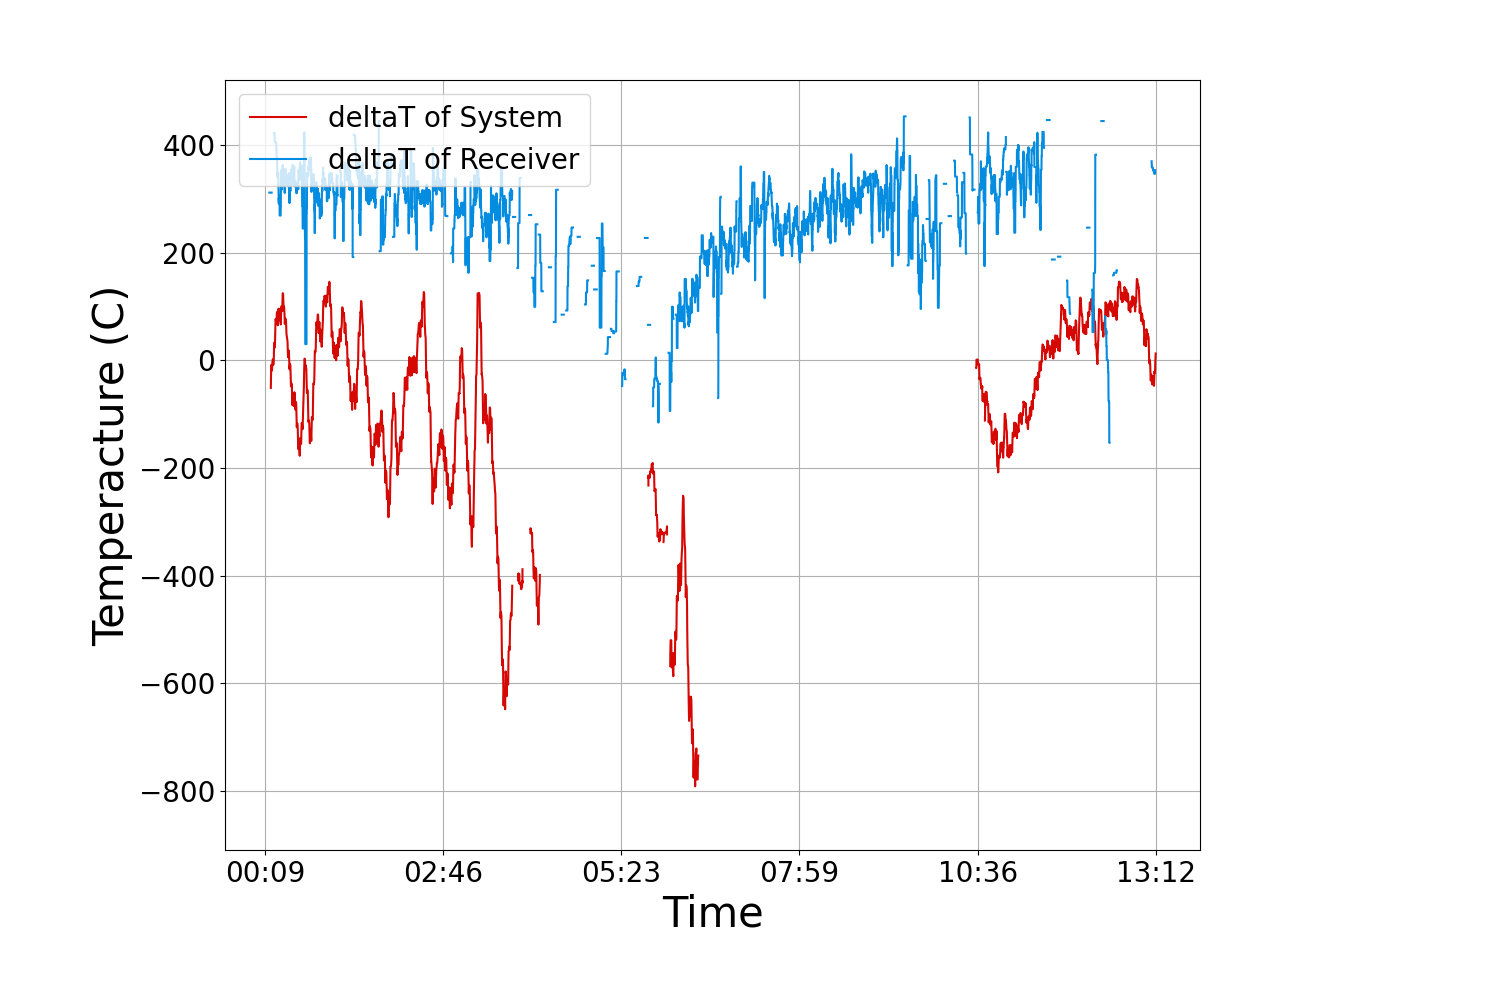 deltaT of System
deltaT of Receiver
400
200
0
−200
−400
−600
−800
Temperacture (C)
00:09 02:46 05:23 07:59 10:36 13:12
Time